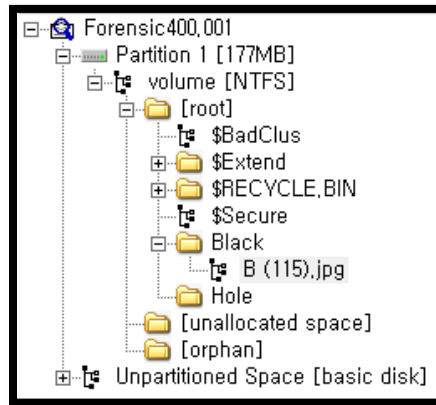 Forensic400,001
Partition 1 [177MB]
volume [NTFS]
[root]
$BadClus
$Extend
$RECYCLE,BIN
$Secure
Black
B (115),jpg
Hole
[unallocated space]
[orphan]
Unpartitioned Space [basic disk]